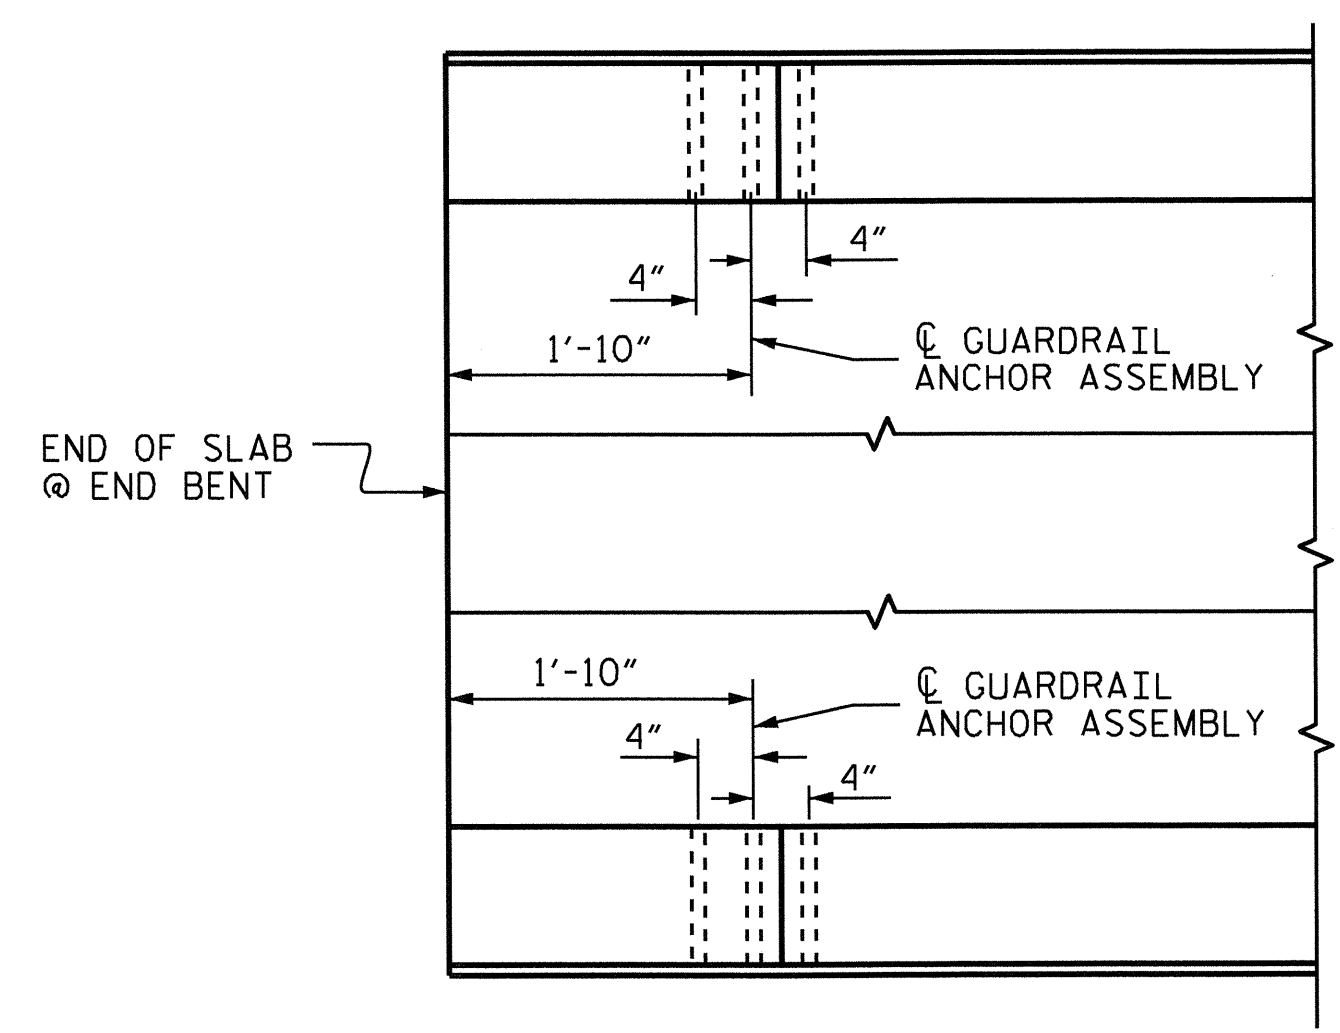 4″
4″
1′-10″
℄ GUARDRAIL
ANCHOR ASSEMBLY
END OF SLAB
@ END BENT
1′-10″
℄ GUARDRAIL
ANCHOR ASSEMBLY
4″
4″